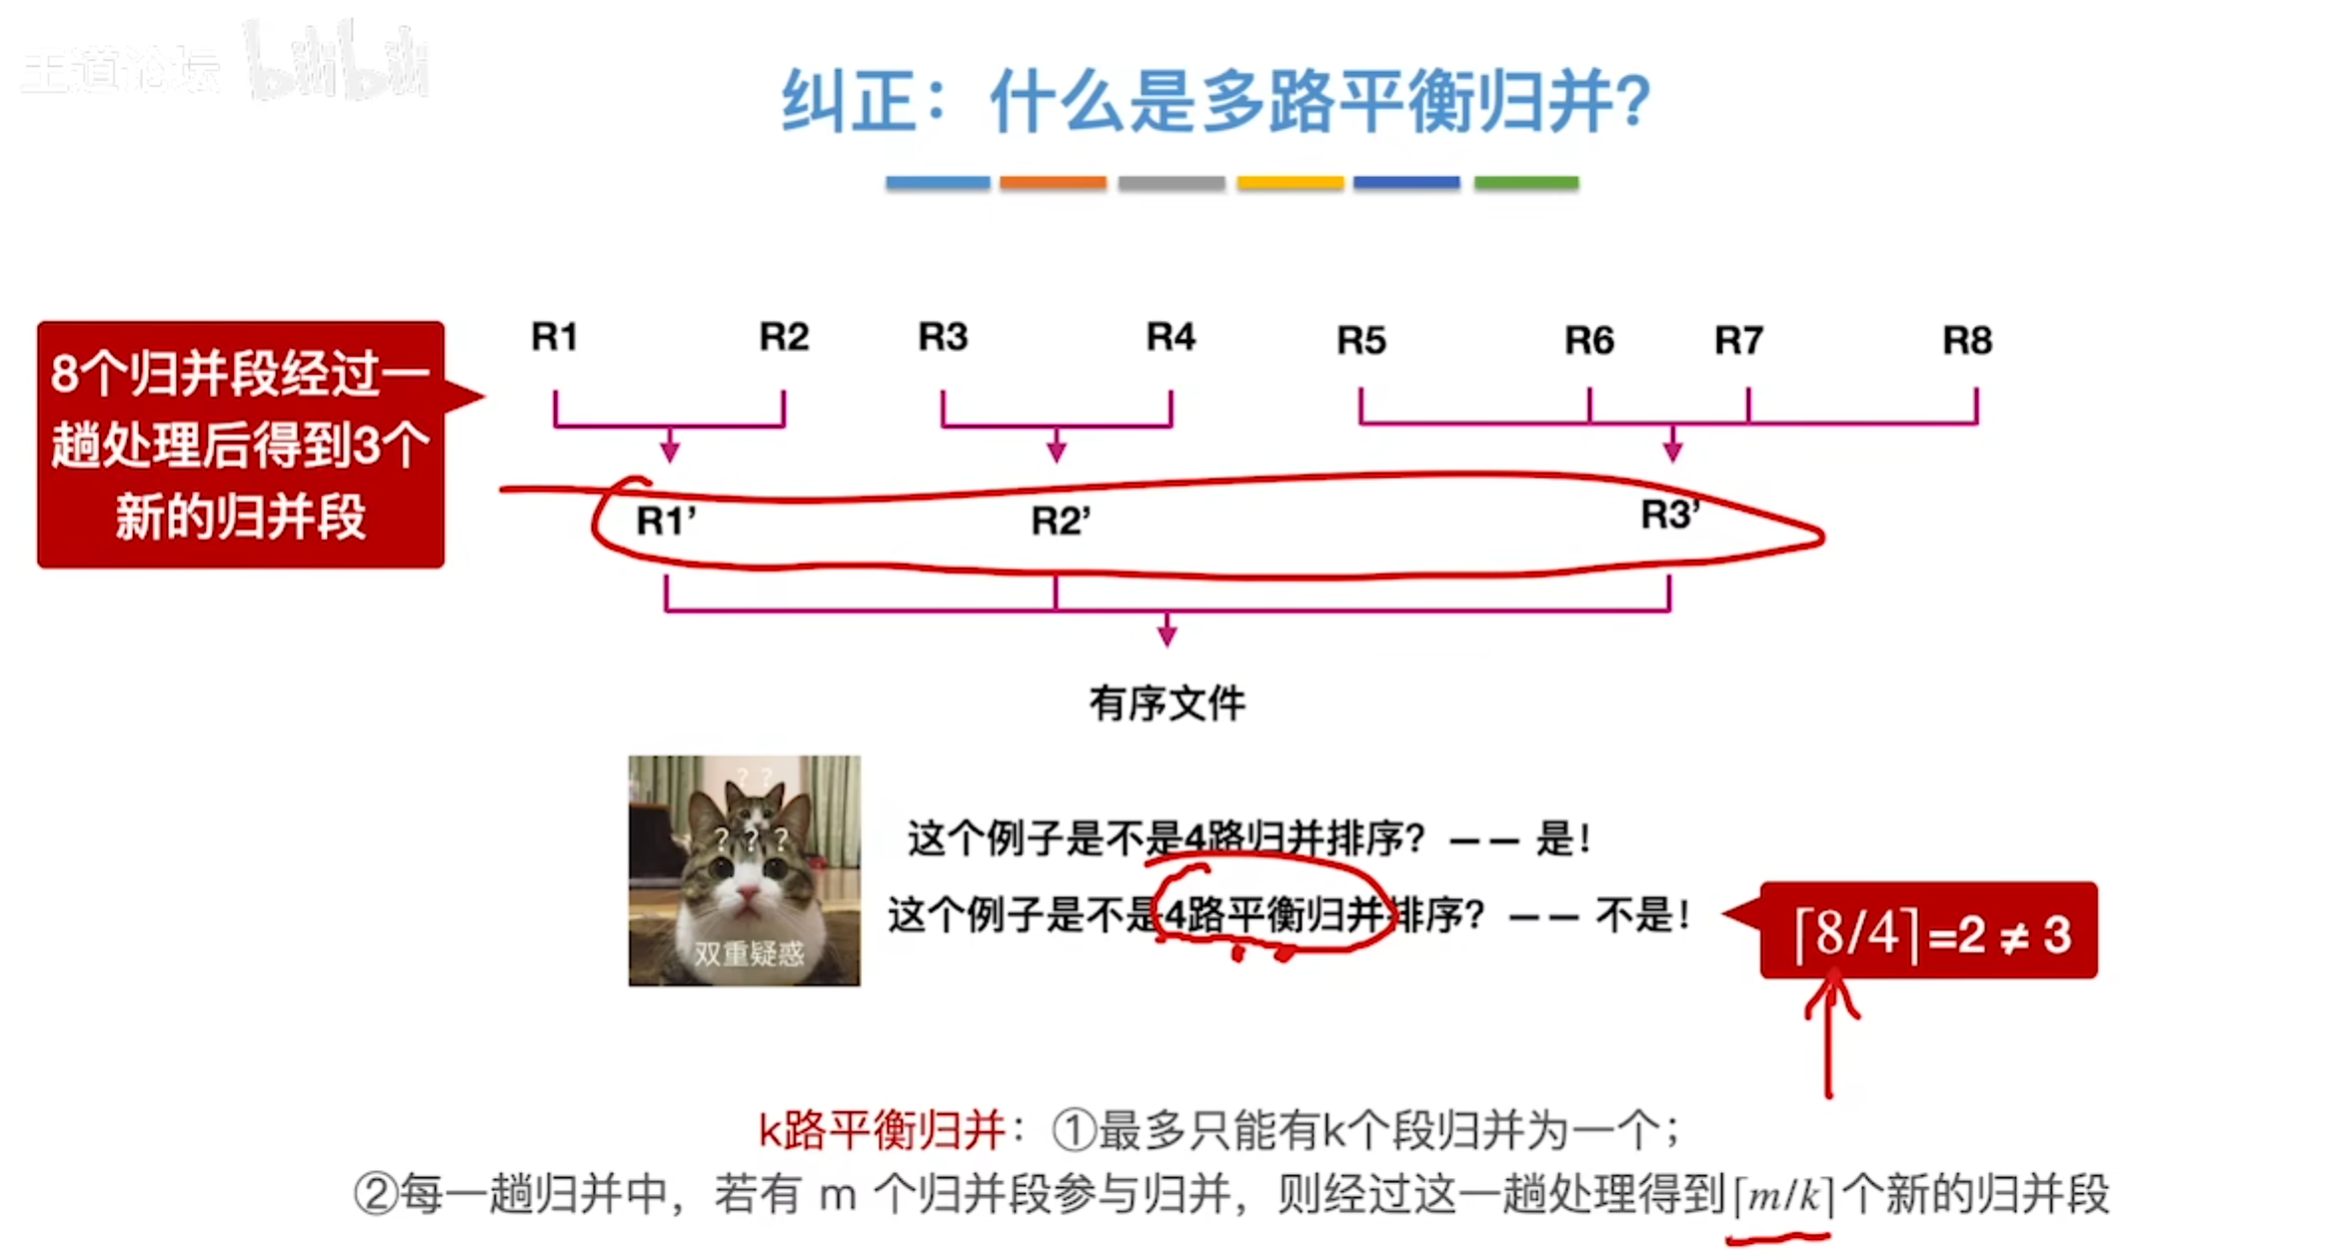 王道论坛 bilibili
纠正：什么是多路平衡归并？
8个归并段经过一
趟处理后得到3个
新的归并段
R1 R2 R3 R4 R5 R6 R7 R8
R1’ R2’ R3’
有序文件
? ?
? ? ?
双重疑惑
这个例子是不是4路归并排序？—— 是！
这个例子是不是4路平衡归并排序？—— 不是！
⌈8/4⌉=2 ≠ 3
k路平衡归并：①最多只能有k个段归并为一个；
②每一趟归并中，若有 m 个归并段参与归并，则经过这一趟处理得到⌈m/k⌉个新的归并段